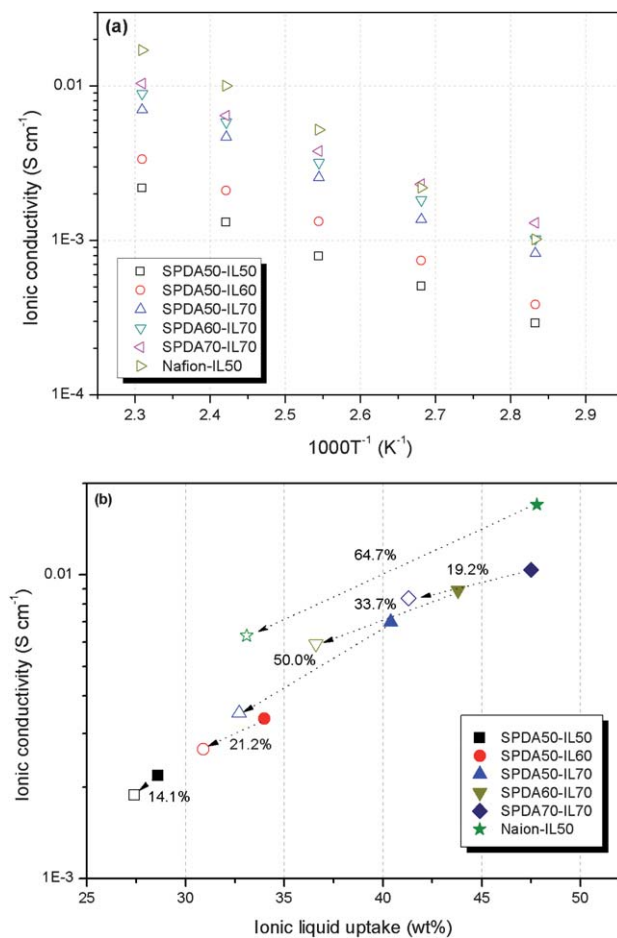 (a)
0.01
1E-3
1E-4
Ionic conductivity (S cm⁻¹)
SPDA50-IL50
SPDA50-IL60
SPDA50-IL70
SPDA60-IL70
SPDA70-IL70
Nafion-IL50
2.3 2.4 2.5 2.6 2.7 2.8 2.9
1000T⁻¹ (K⁻¹)
(b)
0.01
1E-3
Ionic conductivity (S cm⁻¹)
64.7%
19.2%
33.7%
50.0%
21.2%
14.1%
SPDA50-IL50
SPDA50-IL60
SPDA50-IL70
SPDA60-IL70
SPDA70-IL70
Naion-IL50
25 30 35 40 45 50
Ionic liquid uptake (wt%)